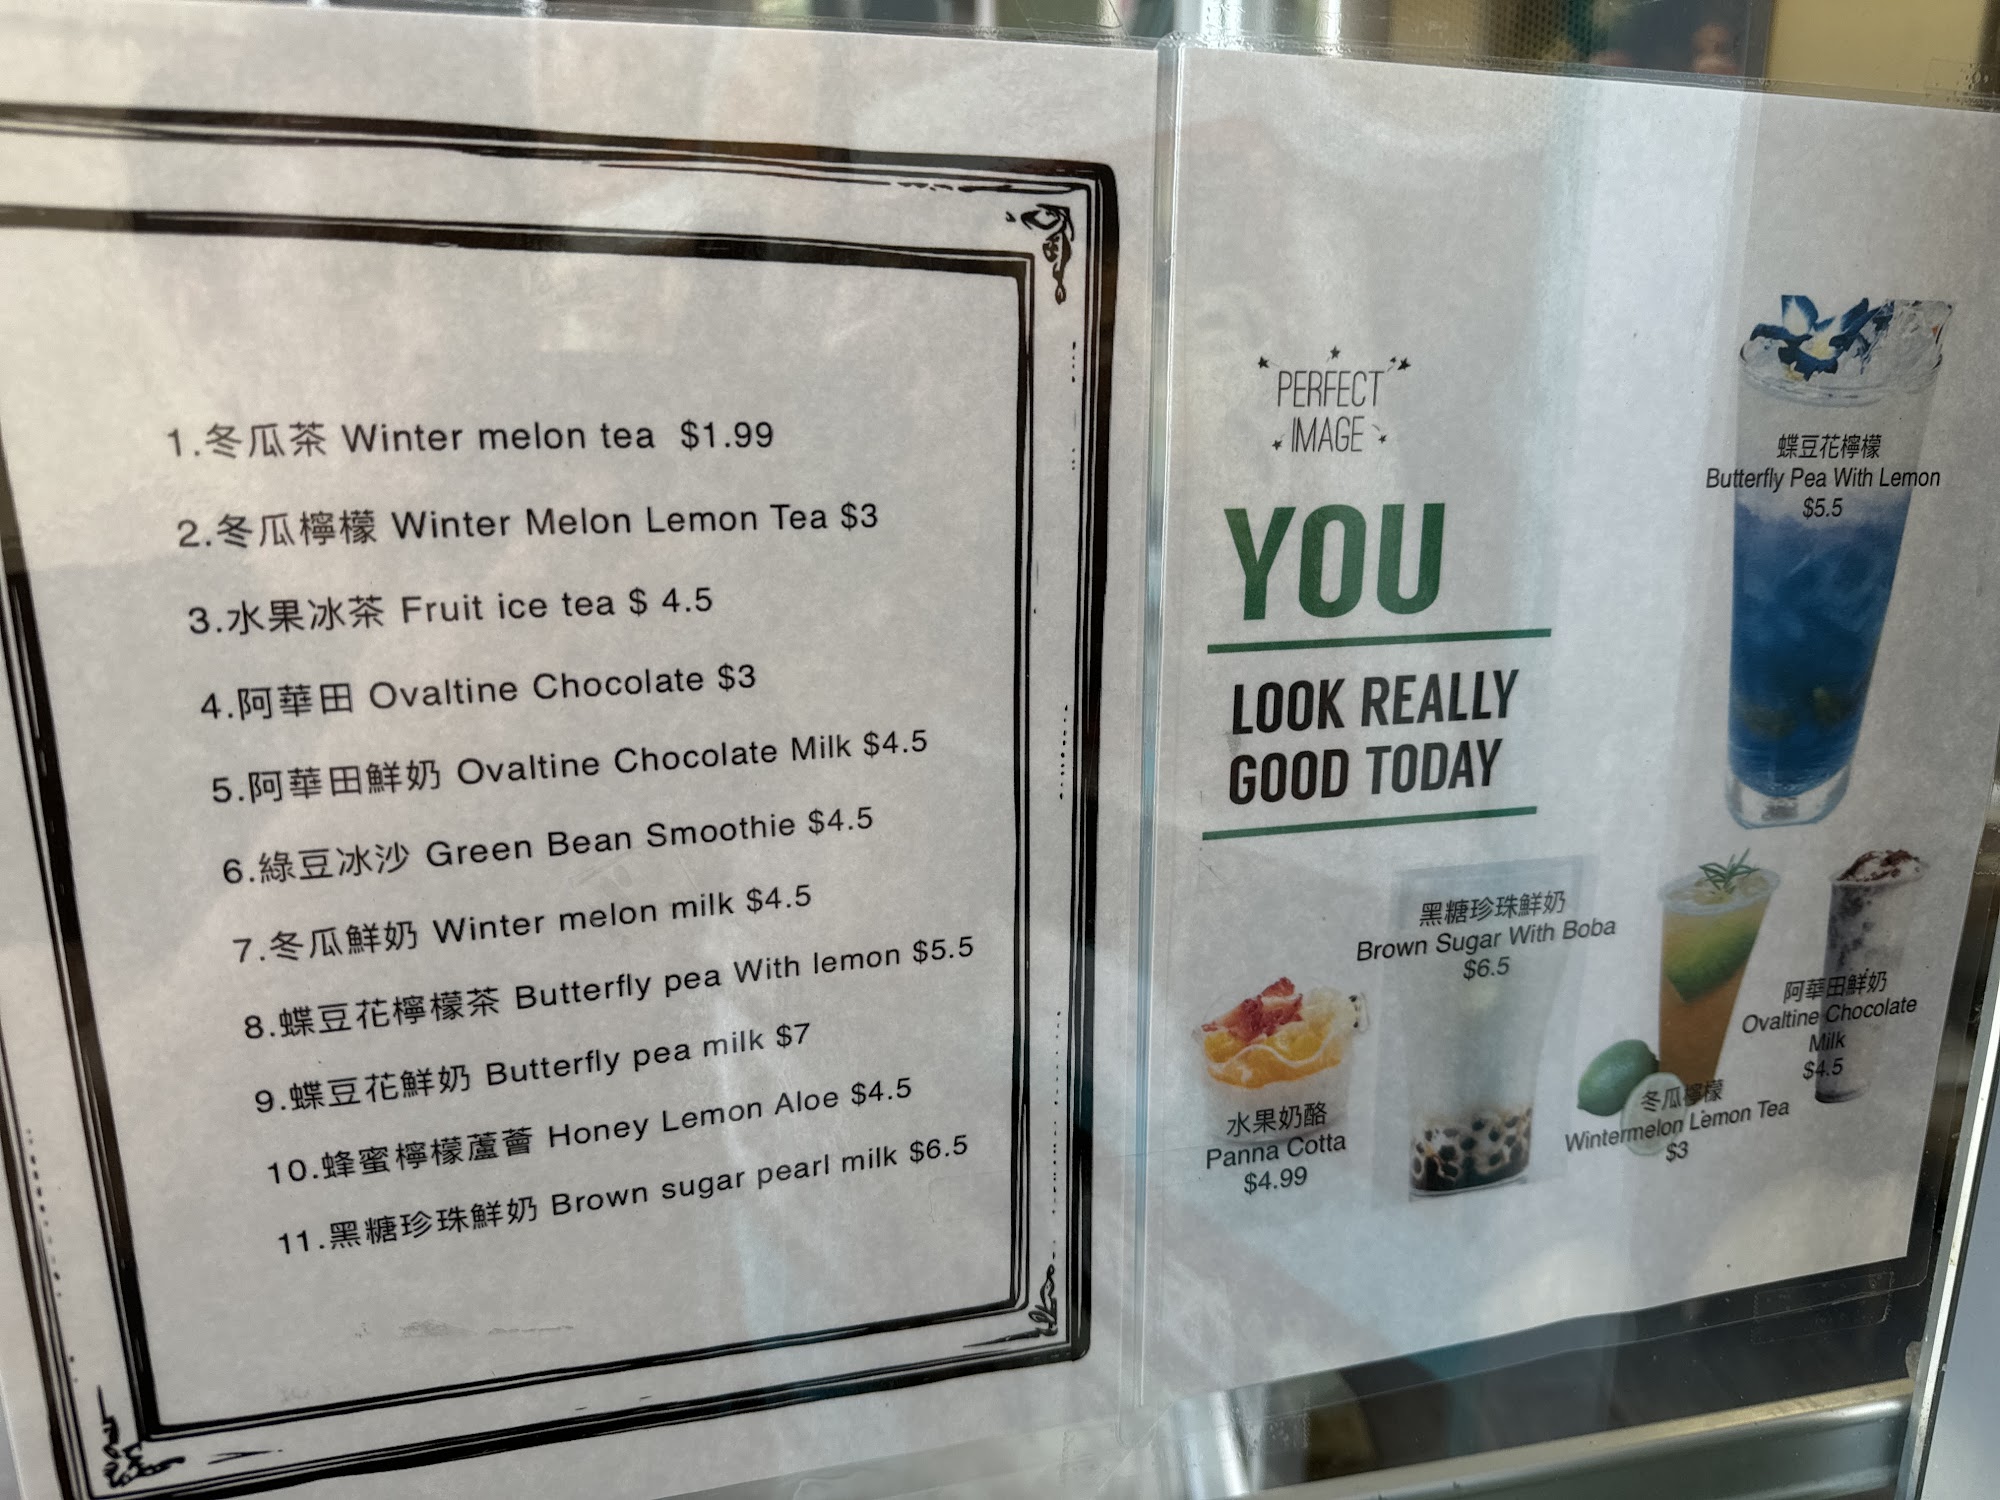 1.冬瓜茶 Winter melon tea $1.99
2.冬瓜檸檬 Winter Melon Lemon Tea $3
3.水果冰茶 Fruit ice tea $ 4.5
4.阿華田 Ovaltine Chocolate $3
5.阿華田鮮奶 Ovaltine Chocolate Milk $4.5
6.綠豆冰沙 Green Bean Smoothie $4.5
7.冬瓜鮮奶 Winter melon milk $4.5
8.蝶豆花檸檬茶 Butterfly pea With lemon $5.5
9.蝶豆花鮮奶 Butterfly pea milk $7
10.蜂蜜檸檬蘆薈 Honey Lemon Aloe $4.5
11.黑糖珍珠鮮奶 Brown sugar pearl milk $6.5
PERFECT
IMAGE
YOU
LOOK REALLY
GOOD TODAY
蝶豆花檸檬
Butterfly Pea With Lemon
$5.5
水果奶酪
Panna Cotta
$4.99
黑糖珍珠鮮奶
Brown Sugar With Boba
$6.5
冬瓜檸檬
Wintermelon Lemon Tea
$3
阿華田鮮奶
Ovaltine Chocolate
Milk
$4.5